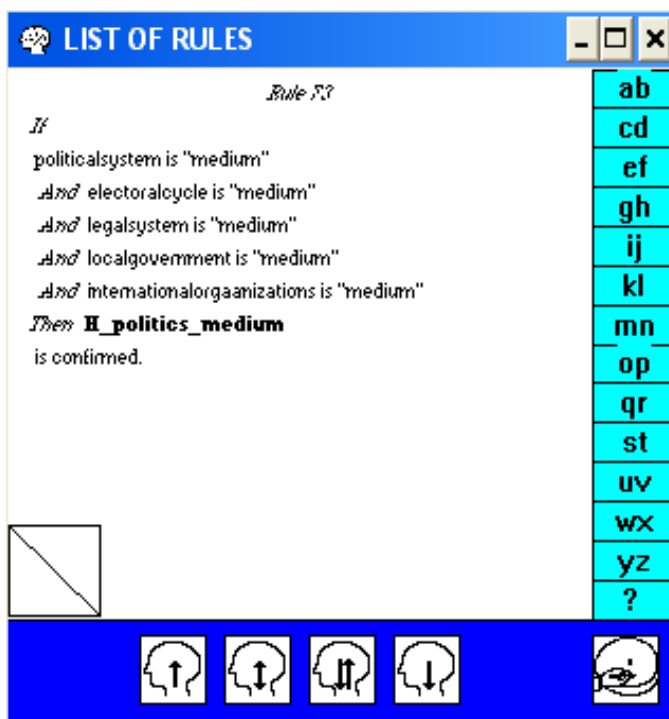 LIST OF RULES
Rule 73
If
politicalsystem is "medium"
And electoralcycle is "medium"
And legalsystem is "medium"
And localgovernment is "medium"
And internationalorgaanizations is "medium"
Then H_politics_medium
is confirmed.
ab
cd
ef
gh
ij
kl
mn
op
qr
st
uv
wx
yz
?